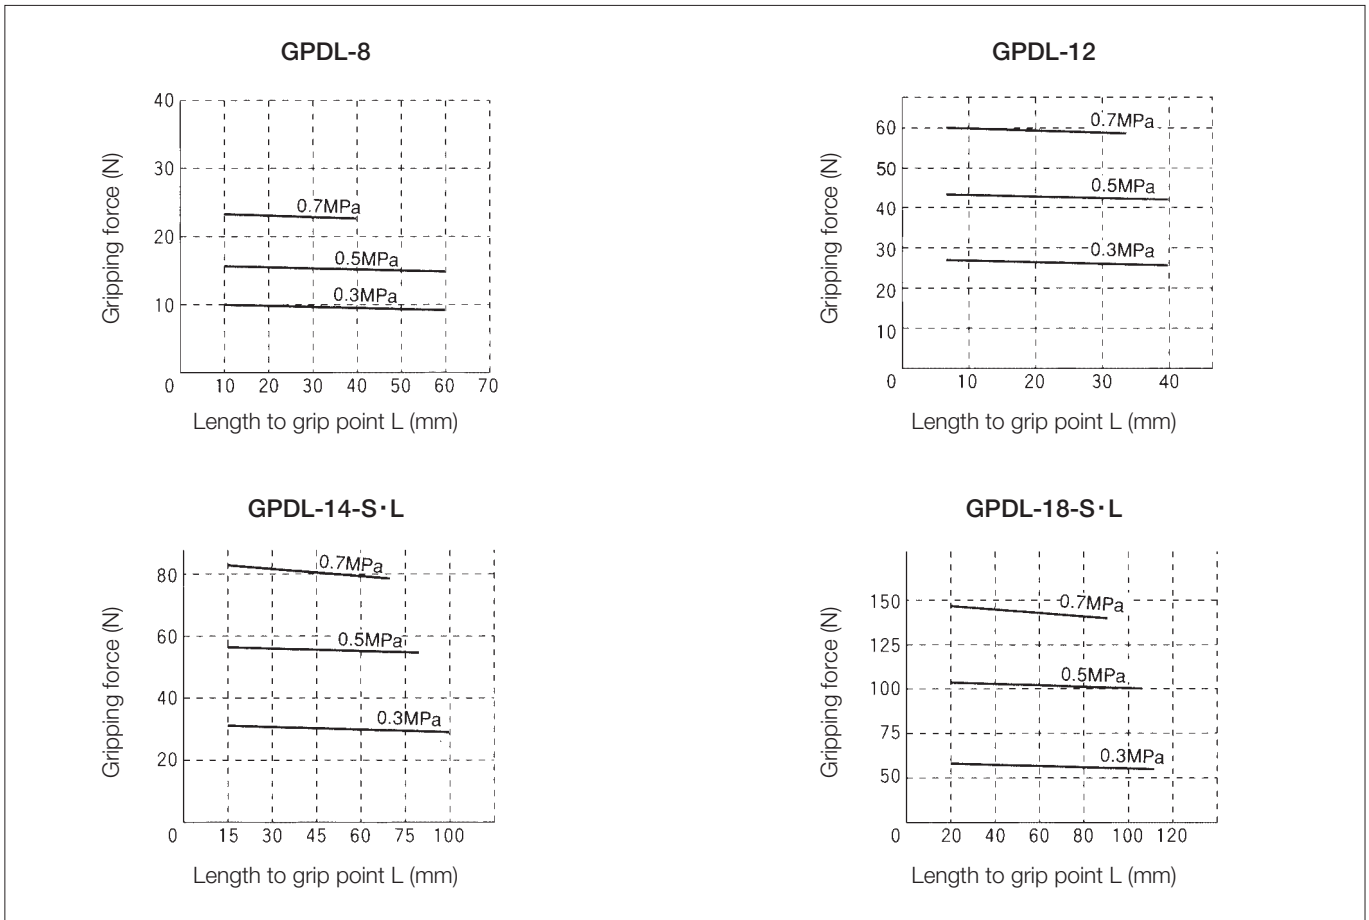 GPDL-8
40
30
20
10
0
Gripping force (N)
0.7MPa
0.5MPa
0.3MPa
10 20 30 40 50 60 70
Length to grip point L (mm)
GPDL-12
60
50
40
30
20
10
0
Gripping force (N)
0.7MPa
0.5MPa
0.3MPa
10 20 30 40
Length to grip point L (mm)
GPDL-14-S･L
80
60
40
20
0
Gripping force (N)
0.7MPa
0.5MPa
0.3MPa
15 30 45 60 75 100
Length to grip point L (mm)
GPDL-18-S･L
150
125
100
75
50
0
Gripping force (N)
0.7MPa
0.5MPa
0.3MPa
20 40 60 80 100 120
Length to grip point L (mm)